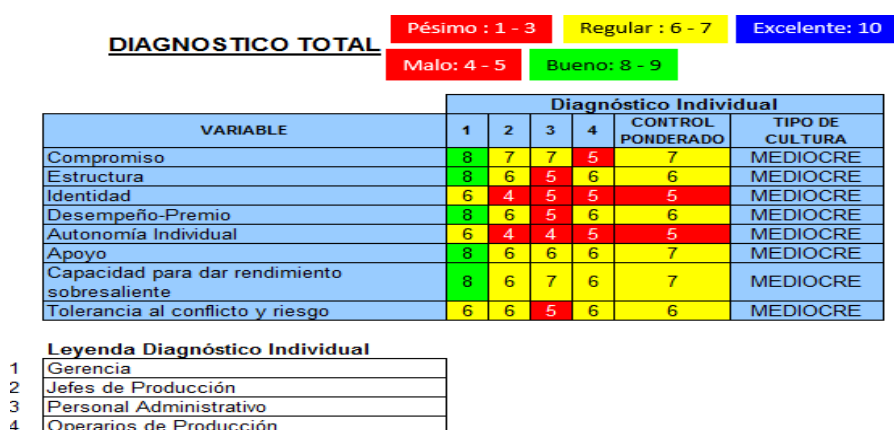 DIAGNOSTICO TOTAL
Pésimo : 1 - 3 Regular : 6 - 7 Excelente: 10
Malo: 4 - 5 Bueno: 8 - 9
Diagnóstico Individual
VARIABLE 1 2 3 4 CONTROL PONDERADO TIPO DE CULTURA
Compromiso 8 7 7 5 7 MEDIOCRE
Estructura 8 6 5 6 6 MEDIOCRE
Identidad 6 4 5 5 5 MEDIOCRE
Desempeño-Premio 8 6 5 6 6 MEDIOCRE
Autonomía Individual 6 4 4 5 5 MEDIOCRE
Apoyo 8 6 6 6 7 MEDIOCRE
Capacidad para dar rendimiento
sobresaliente 8 6 7 6 7 MEDIOCRE
Tolerancia al conflicto y riesgo 6 6 5 6 6 MEDIOCRE
Leyenda Diagnóstico Individual
1 Gerencia
2 Jefes de Producción
3 Personal Administrativo
4 Operarios de Producción